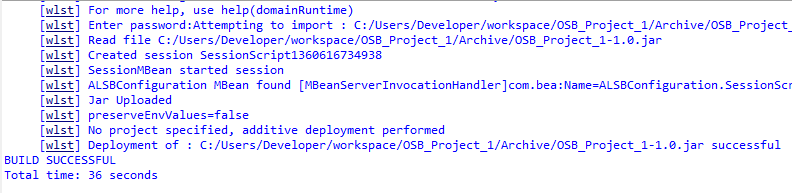 [wlst] For more help, use help(domainRuntime)
[wlst] Enter password:Attempting to import : C:/Users/Developer/workspace/OSB_Project_1/Archive/OSB_Project_
[wlst] Read file C:/Users/Developer/workspace/OSB_Project_1/Archive/OSB_Project_1-1.0.jar
[wlst] Created session SessionScript1360616734938
[wlst] SessionMBean started session
[wlst] ALSBConfiguration MBean found [MBeanServerInvocationHandler]com.bea:Name=ALSBConfiguration.SessionScr
[wlst] Jar Uploaded
[wlst] preserveEnvValues=false
[wlst] No project specified, additive deployment performed
[wlst] Deployment of : C:/Users/Developer/workspace/OSB_Project_1/Archive/OSB_Project_1-1.0.jar successful
BUILD SUCCESSFUL
Total time: 36 seconds